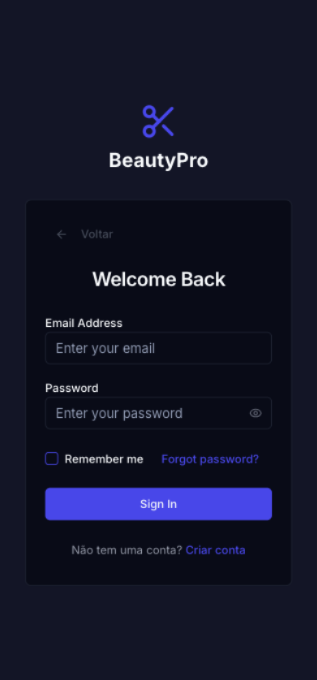 BeautyPro
Voltar
Welcome Back
Email Address
Enter your email
Password
Enter your password
Remember me Forgot password?
Sign In
Não tem uma conta? Criar conta